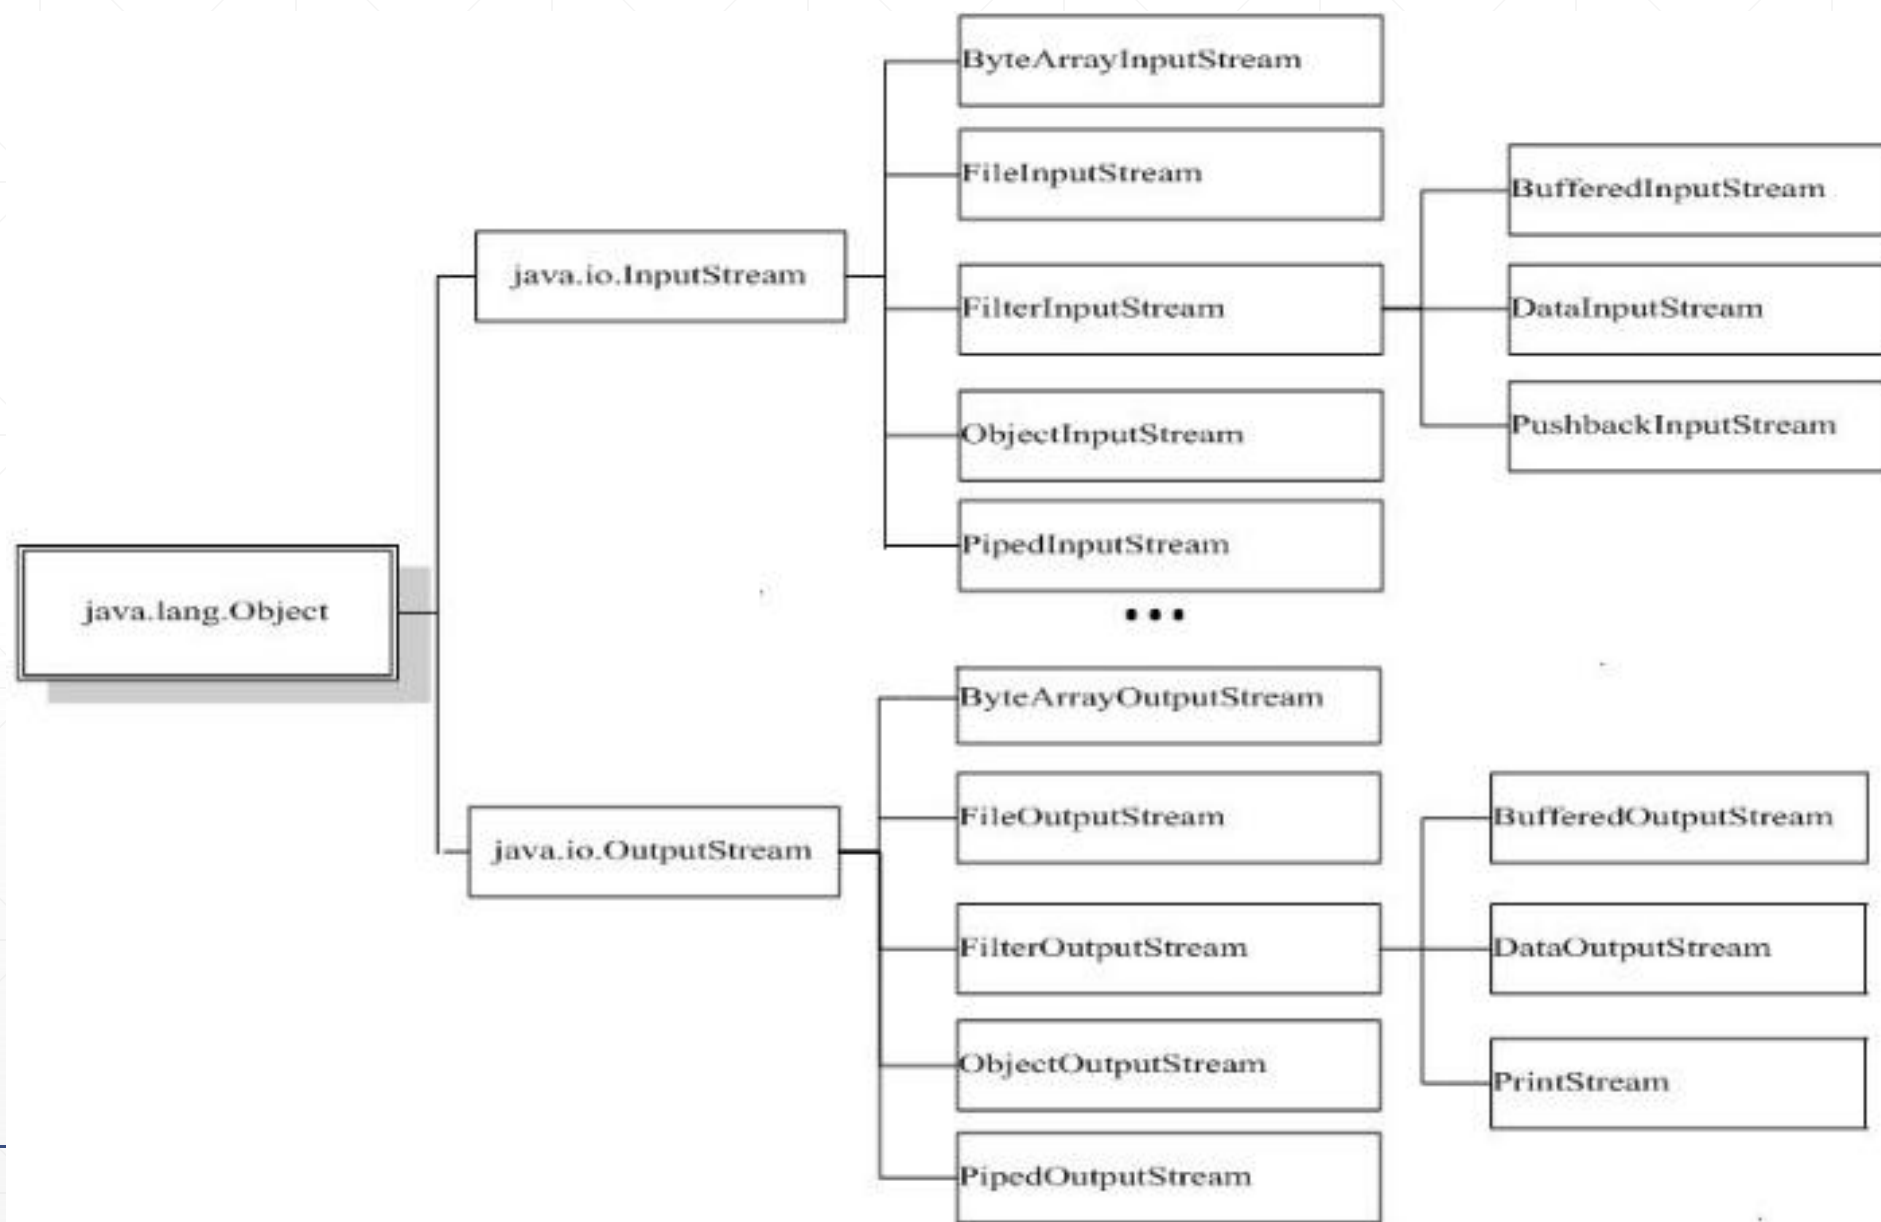 ByteArrayInputStream
FileInputStream
BufferedInputStream
java.io.InputStream
FilterInputStream
DataInputStream
ObjectInputStream
PushbackInputStream
PipedInputStream
java.lang.Object
•••
ByteArrayOutputStream
FileOutputStream
BufferedOutputStream
java.io.OutputStream
FilterOutputStream
DataOutputStream
ObjectOutputStream
PrintStream
PipedOutputStream